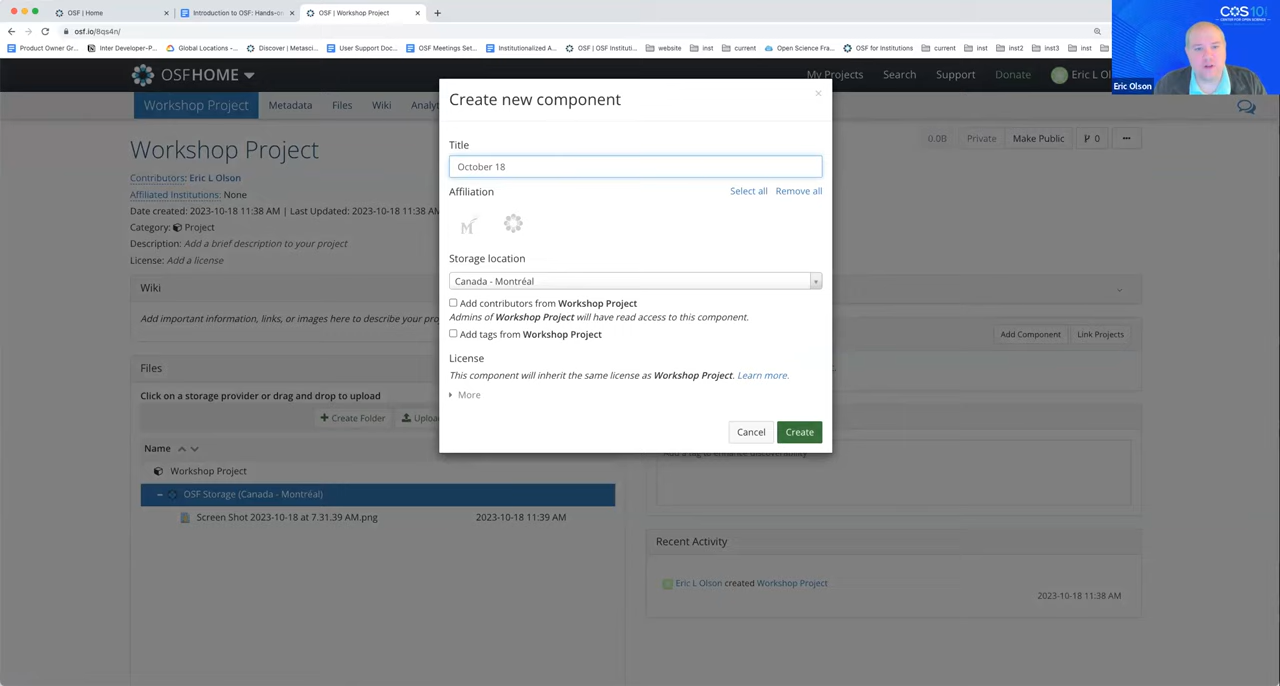 OSF | Home
Introduction to OSF: Hands-o
OSF | Workshop Project
osf.io/8qs4n/
Product Owner Gr...
Inter Developer-P...
Global Locations -...
Discover | Metasci...
User Support Doc...
OSF Meetings Set...
Institutionalized A...
OSF | OSF Instituti...
website
inst
current
Open Science Fra...
OSF for Institutions
current
inst
inst2
inst3
inst
COS10
CENTER FOR OPEN SCIENCE
Eric Olson
OSFHOME
My Projects
Search
Support
Donate
Eric L Ol
Workshop Project
Metadata
Files
Wiki
Analyt
Workshop Project
0.0B
Private
Make Public
0
Contributors: Eric L Olson
Affiliated Institutions: None
Date created: 2023-10-18 11:38 AM | Last Updated: 2023-10-18 11:38 AM
Category: Project
Description: Add a brief description to your project
License: Add a license
Wiki
Add important information, links, or images here to describe your pro
Files
Click on a storage provider or drag and drop to upload
Create Folder
Uploa
Name
Workshop Project
OSF Storage (Canada - Montréal)
Screen Shot 2023-10-18 at 7.31.39 AM.png
2023-10-18 11:39 AM
Create new component
×
Title
October 18
Affiliation
Select all
Remove all
M
Storage location
Canada - Montréal
Add contributors from Workshop Project
Admins of Workshop Project will have read access to this component.
Add tags from Workshop Project
License
This component will inherit the same license as Workshop Project. Learn more.
More
Cancel
Create
Add Component
Link Projects
Add a tag to enhance discoverability
Recent Activity
Eric L Olson created Workshop Project
2023-10-18 11:38 AM